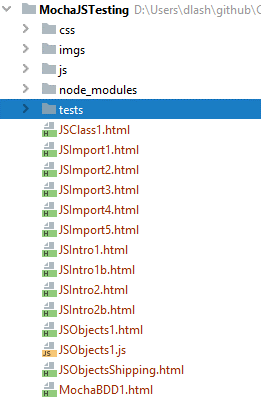 MochaJSTesting D:\Users\dlash\github\
css
imgs
js
node_modules
tests
JSClass1.html
JSImport1.html
JSImport2.html
JSImport3.html
JSImport4.html
JSImport5.html
JSIntro1.html
JSIntro1b.html
JSIntro2.html
JSIntro2b.html
JSObjects1.html
JSObjects1.js
JSObjectsShipping.html
MochaBDD1.html